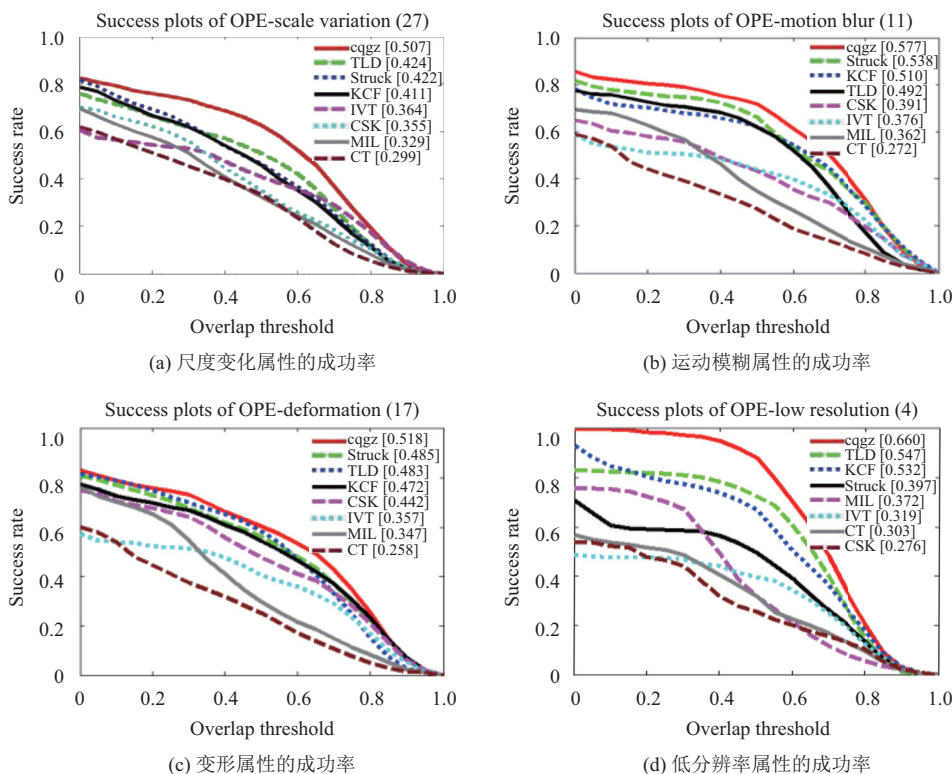 Success plots of OPE-scale variation (27)
1.0
0.8
0.6
0.4
0.2
0
Success rate
cqgz [0.507]
TLD [0.424]
Struck [0.422]
KCF [0.411]
IVT [0.364]
CSK [0.355]
MIL [0.329]
CT [0.299]
0 0.2 0.4 0.6 0.8 1.0
Overlap threshold
(a) 尺度变化属性的成功率
Success plots of OPE-motion blur (11)
1.0
0.8
0.6
0.4
0.2
0
Success rate
cqgz [0.577]
Struck [0.538]
KCF [0.510]
TLD [0.492]
CSK [0.391]
IVT [0.376]
MIL [0.362]
CT [0.272]
0 0.2 0.4 0.6 0.8 1.0
Overlap threshold
(b) 运动模糊属性的成功率
Success plots of OPE-deformation (17)
1.0
0.8
0.6
0.4
0.2
0
Success rate
cqgz [0.518]
Struck [0.485]
TLD [0.483]
KCF [0.472]
CSK [0.442]
IVT [0.357]
MIL [0.347]
CT [0.258]
0 0.2 0.4 0.6 0.8 1.0
Overlap threshold
(c) 变形属性的成功率
Success plots of OPE-low resolution (4)
1.0
0.8
0.6
0.4
0.2
0
Success rate
cqgz [0.660]
TLD [0.547]
KCF [0.532]
Struck [0.397]
MIL [0.372]
IVT [0.319]
CT [0.303]
CSK [0.276]
0 0.2 0.4 0.6 0.8 1.0
Overlap threshold
(d) 低分辨率属性的成功率